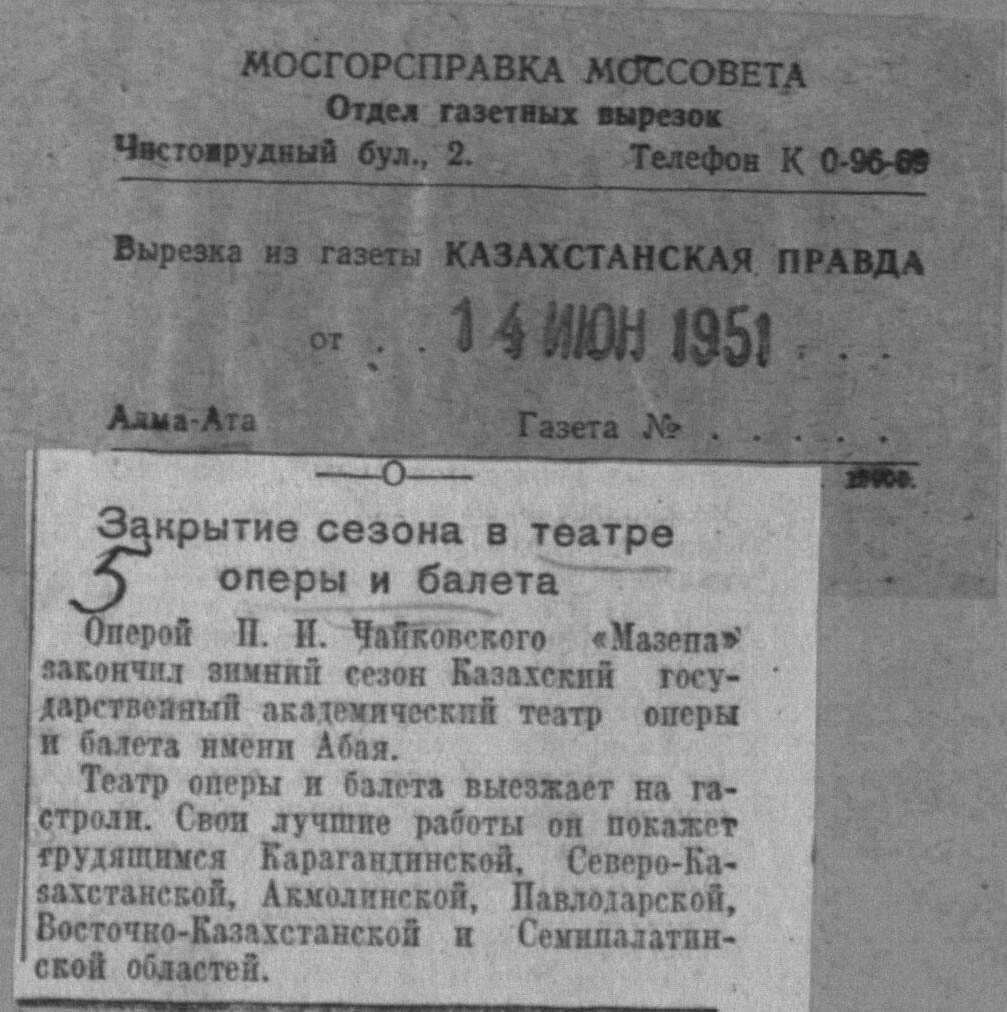 МОСГОРСПРАВКА МОССОВЕТА
Отдел газетных вырезок
Чистопрудный бул., 2. Телефон К 0-96-69
Вырезка из газеты КАЗАХСТАНСКАЯ ПРАВДА
от . . 14 ИЮН 1951 . . .
Алма-Ата Газета № . . . . .
—О—
Закрытие сезона в театре
5 оперы и балета
Оперой П. И. Чайковского «Мазепа»
закончил зимний сезон Казахский госу-
дарственный академический театр оперы
и балета имени Абая.
Театр оперы и балета выезжает на га-
строли. Свои лучшие работы он покажет
трудящимся Карагандинской, Северо-Ка-
захстанской, Акмолинской, Павлодарской,
Восточно-Казахстанской и Семипалатин-
ской областей.